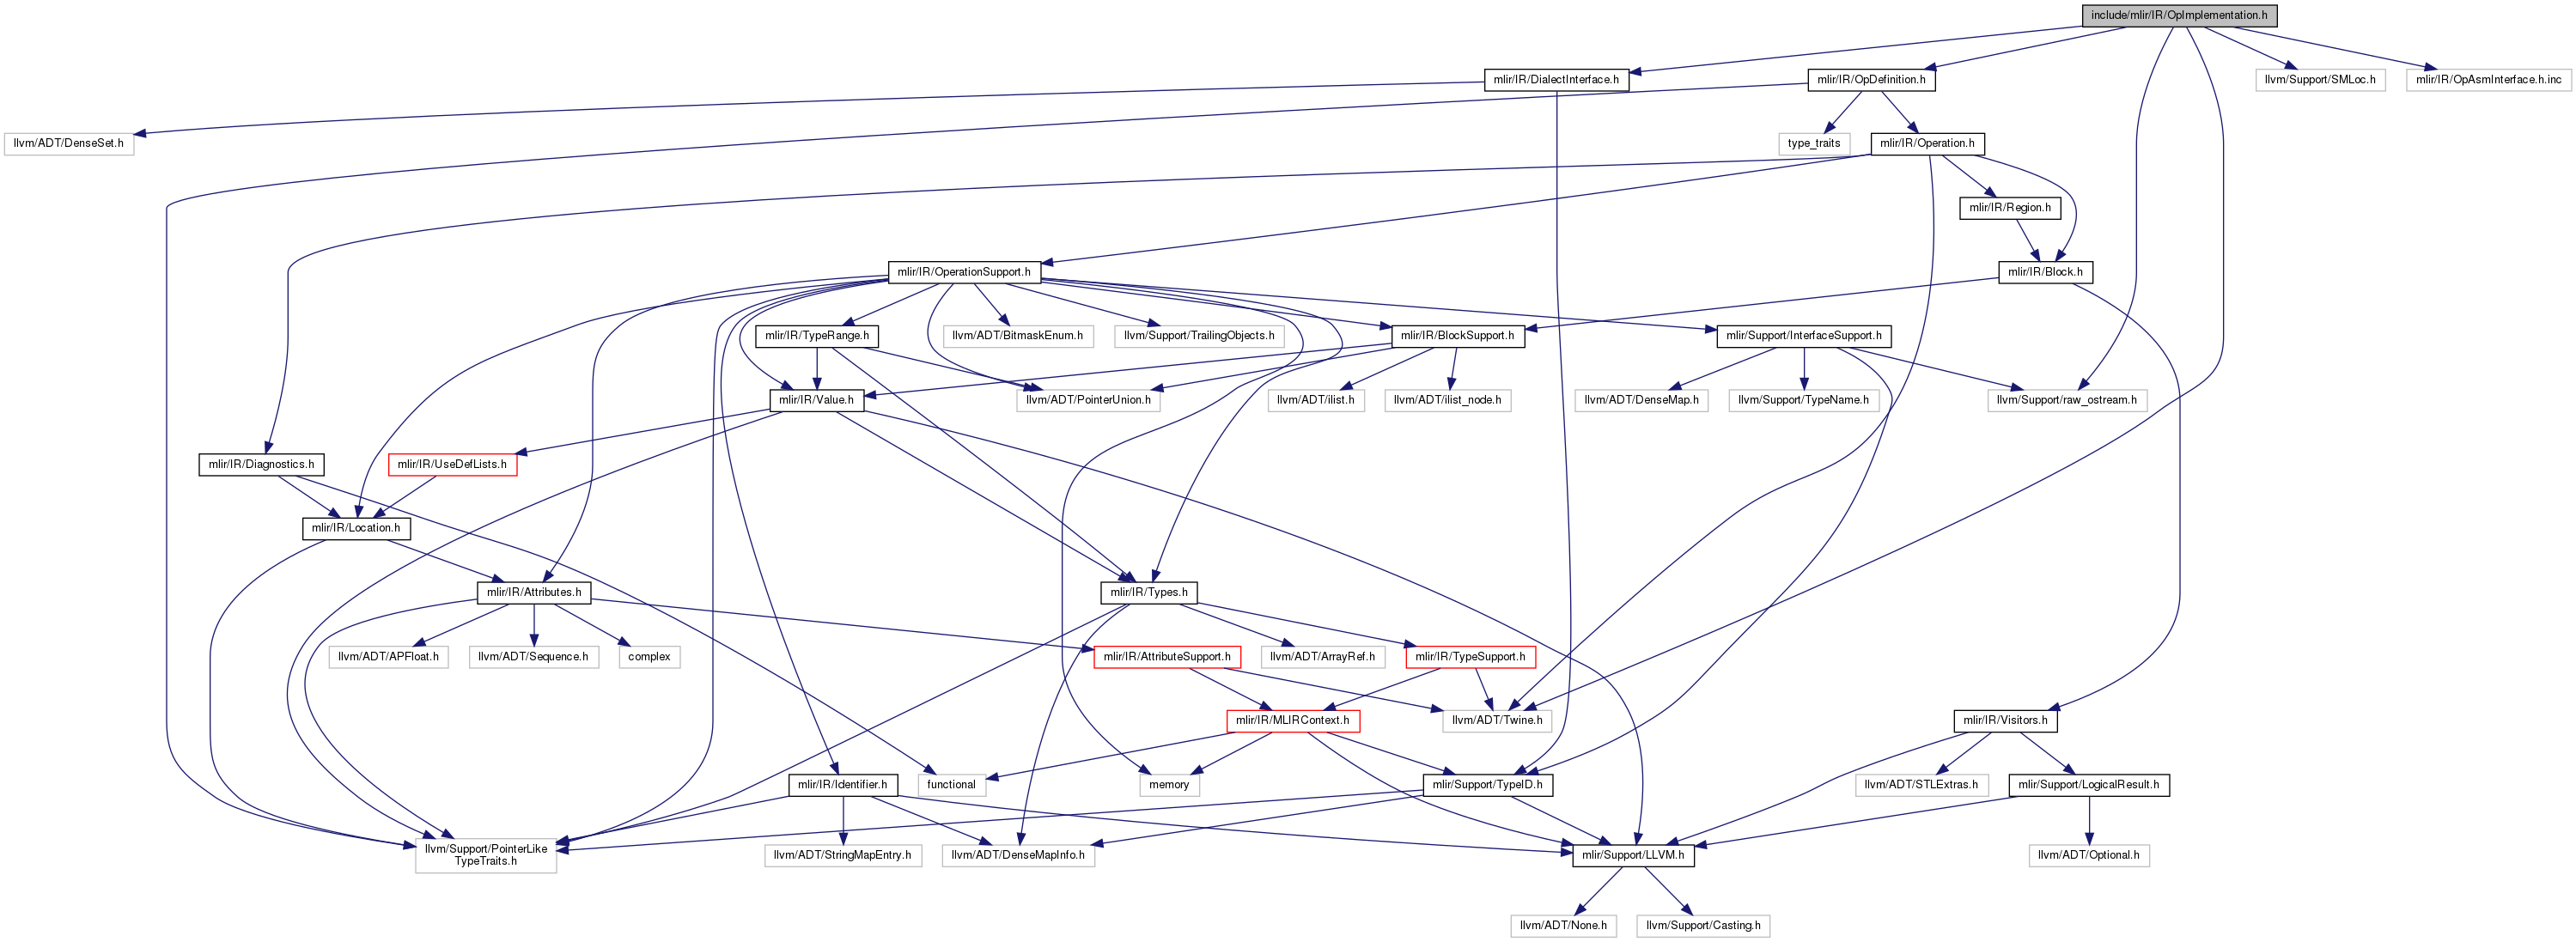 include/mlir/IR/OpImplementation.h
mlir/IR/DialectInterface.h
mlir/IR/OpDefinition.h
llvm/Support/SMLoc.h
mlir/IR/OpAsmInterface.h.inc
llvm/ADT/DenseSet.h
type_traits
mlir/IR/Operation.h
mlir/IR/Region.h
mlir/IR/OperationSupport.h
mlir/IR/Block.h
mlir/IR/TypeRange.h
llvm/ADT/BitmaskEnum.h
llvm/Support/TrailingObjects.h
mlir/IR/BlockSupport.h
mlir/Support/InterfaceSupport.h
mlir/IR/Value.h
llvm/ADT/PointerUnion.h
llvm/ADT/ilist.h
llvm/ADT/ilist_node.h
llvm/ADT/DenseMap.h
llvm/Support/TypeName.h
llvm/Support/raw_ostream.h
mlir/IR/Diagnostics.h
mlir/IR/UseDefLists.h
mlir/IR/Location.h
mlir/IR/Attributes.h
mlir/IR/Types.h
llvm/ADT/APFloat.h
llvm/ADT/Sequence.h
complex
mlir/IR/AttributeSupport.h
llvm/ADT/ArrayRef.h
mlir/IR/TypeSupport.h
mlir/IR/MLIRContext.h
llvm/ADT/Twine.h
mlir/IR/Visitors.h
mlir/IR/Identifier.h
functional
memory
mlir/Support/TypeID.h
llvm/ADT/STLExtras.h
mlir/Support/LogicalResult.h
llvm/Support/PointerLike
TypeTraits.h
llvm/ADT/StringMapEntry.h
llvm/ADT/DenseMapInfo.h
mlir/Support/LLVM.h
llvm/ADT/Optional.h
llvm/ADT/None.h
llvm/Support/Casting.h